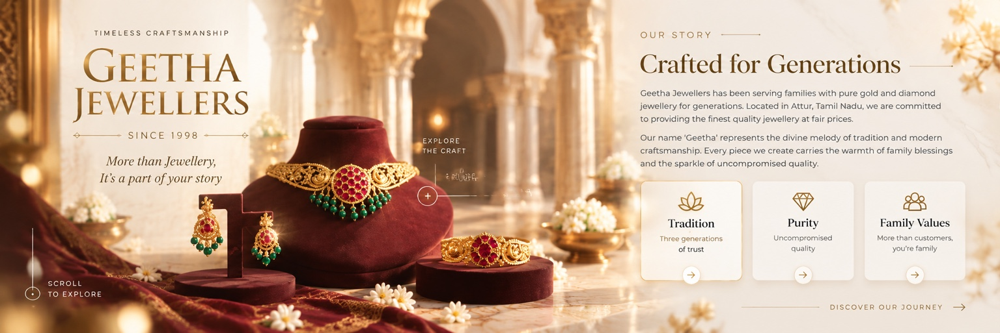 TIMELESS CRAFTSMANSHIP
GEETHA
JEWELLERS
SINCE 1998
More than Jewellery,
It's a part of your story
SCROLL
TO EXPLORE
EXPLORE
THE CRAFT
OUR STORY
Crafted for Generations
Geetha Jewellers has been serving families with pure gold and diamond
jewellery for generations. Located in Attur, Tamil Nadu, we are committed
to providing the finest quality jewellery at fair prices.
Our name 'Geetha' represents the divine melody of tradition and modern
craftsmanship. Every piece we create carries the warmth of family blessings
and the sparkle of uncompromised quality.
Tradition
Three generations
of trust
Purity
Uncompromised
quality
Family Values
More than customers,
you're family
DISCOVER OUR JOURNEY